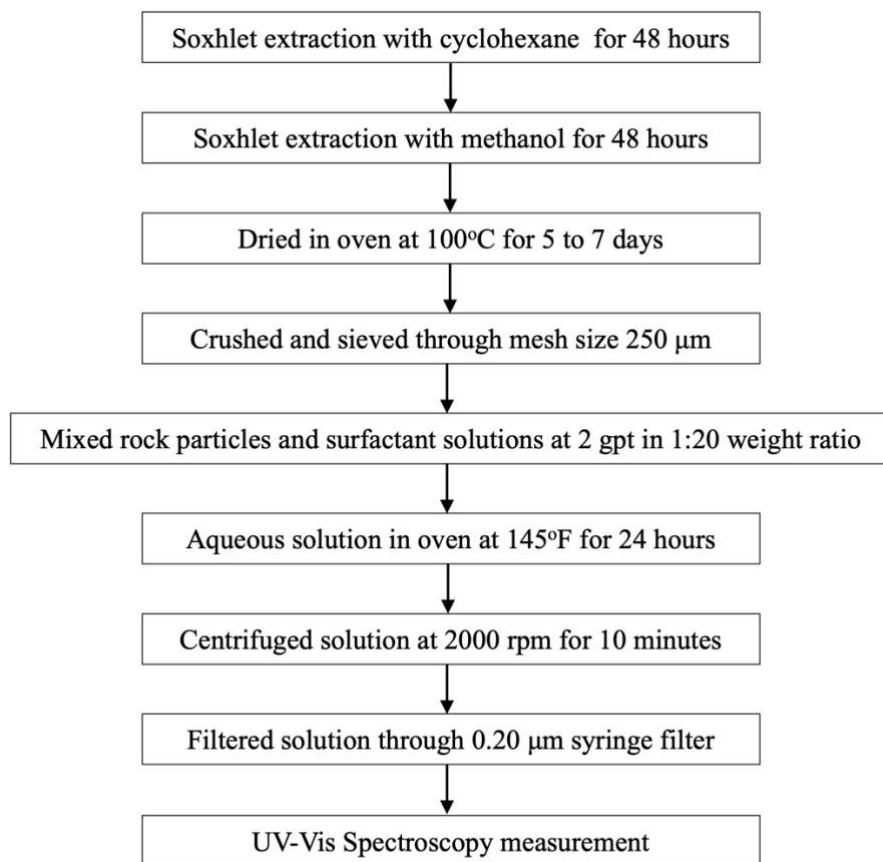 Soxhlet extraction with cyclohexane for 48 hours
Soxhlet extraction with methanol for 48 hours
Dried in oven at 100°C for 5 to 7 days
Crushed and sieved through mesh size 250 μm
Mixed rock particles and surfactant solutions at 2 gpt in 1:20 weight ratio
Aqueous solution in oven at 145°F for 24 hours
Centrifuged solution at 2000 rpm for 10 minutes
Filtered solution through 0.20 μm syringe filter
UV-Vis Spectroscopy measurement